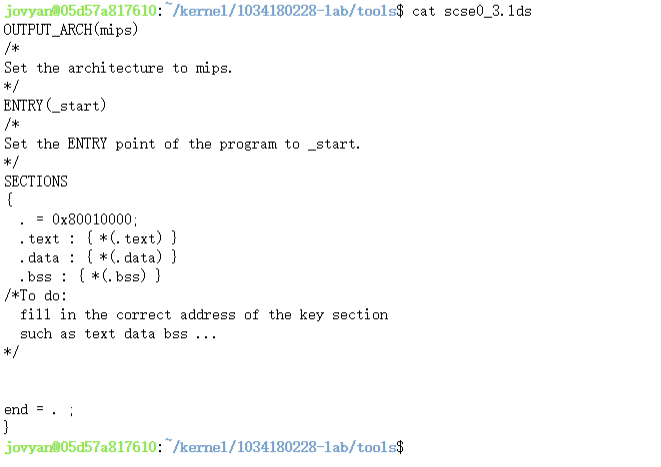 jovyan@05d57a817610:~/kernel/1034180228-lab/tools$ cat scse0_3.lds
OUTPUT_ARCH(mips)
/*
Set the architecture to mips.
*/
ENTRY(_start)
/*
Set the ENTRY point of the program to _start.
*/
SECTIONS
{
  . = 0x80010000;
  .text : { *(.text) }
  .data : { *(.data) }
  .bss : { *(.bss) }
/*To do:
  fill in the correct address of the key section
  such as text data bss ...
*/
end = . ;
}
jovyan@05d57a817610:~/kernel/1034180228-lab/tools$